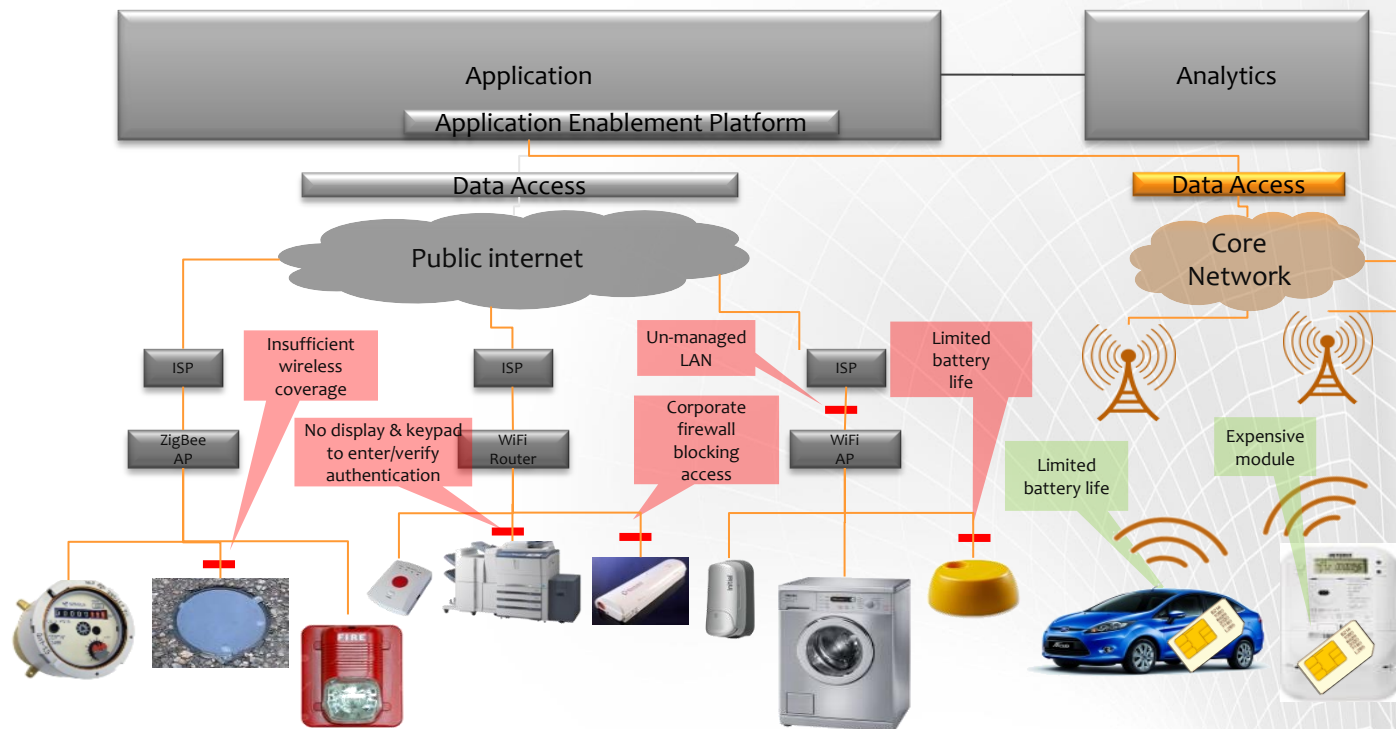 Application
Analytics
Application Enablement Platform
Data Access
Data Access
Public internet
Core
Network
Insufficient
wireless
coverage
Un-managed
LAN
Limited
battery
life
ISP
ISP
ISP
No display & keypad
to enter/verify
authentication
Corporate
firewall
blocking
access
ZigBee
AP
WiFi
Router
WiFi
AP
Limited
battery life
Expensive
module
FIRE